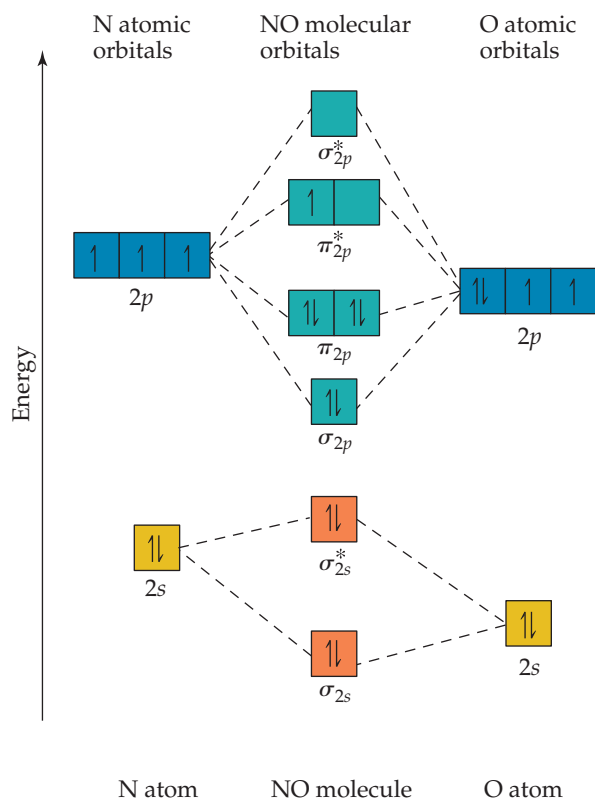 N atomic
orbitals
NO molecular
orbitals
O atomic
orbitals
Energy
σ*2p
π*2p
2p
π2p
2p
σ2p
σ*2s
2s
σ2s
2s
N atom
NO molecule
O atom